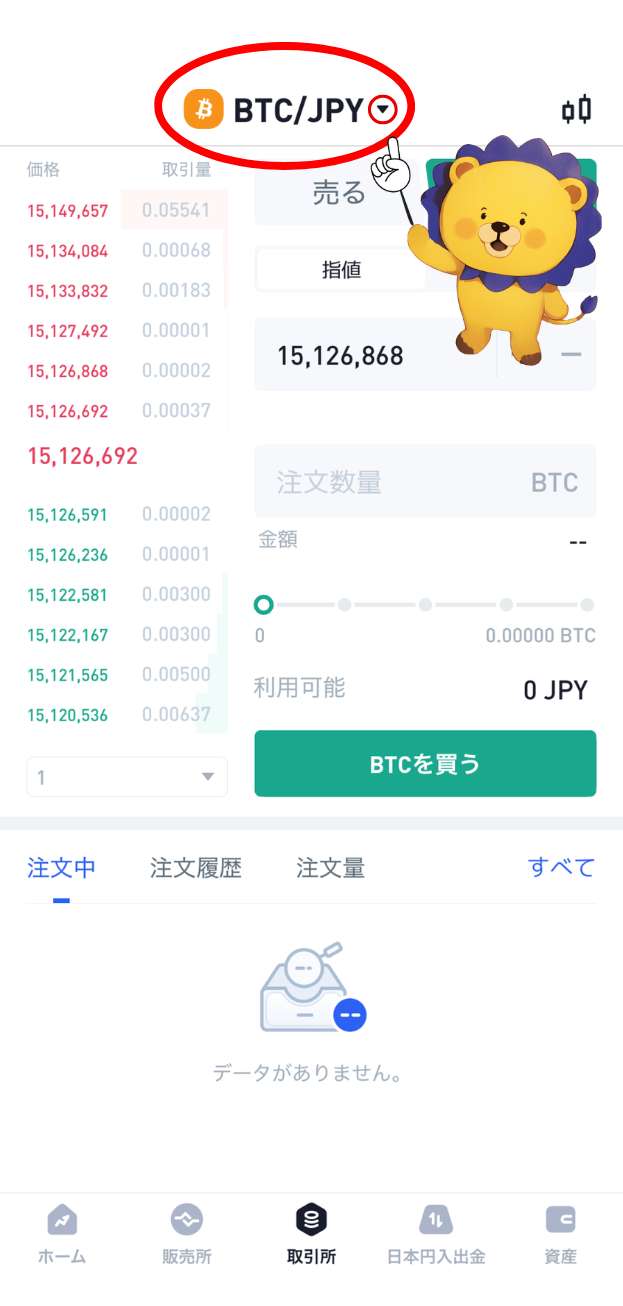 BTC/JPY
価格 取引量
15,149,657 0.05541
15,134,084 0.00068
15,133,832 0.00183
15,127,492 0.00001
15,126,868 0.00002
15,126,692 0.00037
15,126,692
15,126,591 0.00002
15,126,236 0.00001
15,122,581 0.00300
15,122,167 0.00300
15,121,565 0.00500
15,120,536 0.00637
1
売る
指値
15,126,868
注文数量 BTC
金額 --
0 0.00000 BTC
利用可能 0 JPY
BTCを買う
注文中 注文履歴 注文量 すべて
データがありません。
ホーム 販売所 取引所 日本円入出金 資産